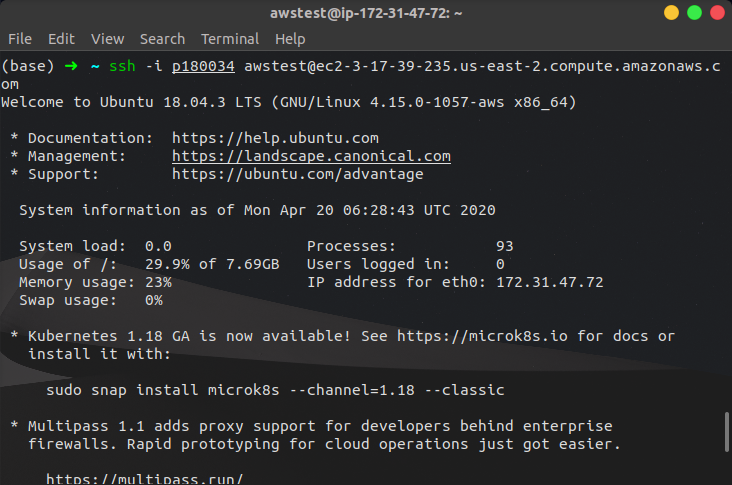 awstest@ip-172-31-47-72: ~
File Edit View Search Terminal Help
(base) ➜ ~ ssh -i p180034 awstest@ec2-3-17-39-235.us-east-2.compute.amazonaws.c
om
Welcome to Ubuntu 18.04.3 LTS (GNU/Linux 4.15.0-1057-aws x86_64)
* Documentation: https://help.ubuntu.com
* Management: https://landscape.canonical.com
* Support: https://ubuntu.com/advantage
System information as of Mon Apr 20 06:28:43 UTC 2020
System load: 0.0 Processes: 93
Usage of /: 29.9% of 7.69GB Users logged in: 0
Memory usage: 23% IP address for eth0: 172.31.47.72
Swap usage: 0%
* Kubernetes 1.18 GA is now available! See https://microk8s.io for docs or
install it with:
sudo snap install microk8s --channel=1.18 --classic
* Multipass 1.1 adds proxy support for developers behind enterprise
firewalls. Rapid prototyping for cloud operations just got easier.
https://multipass.run/